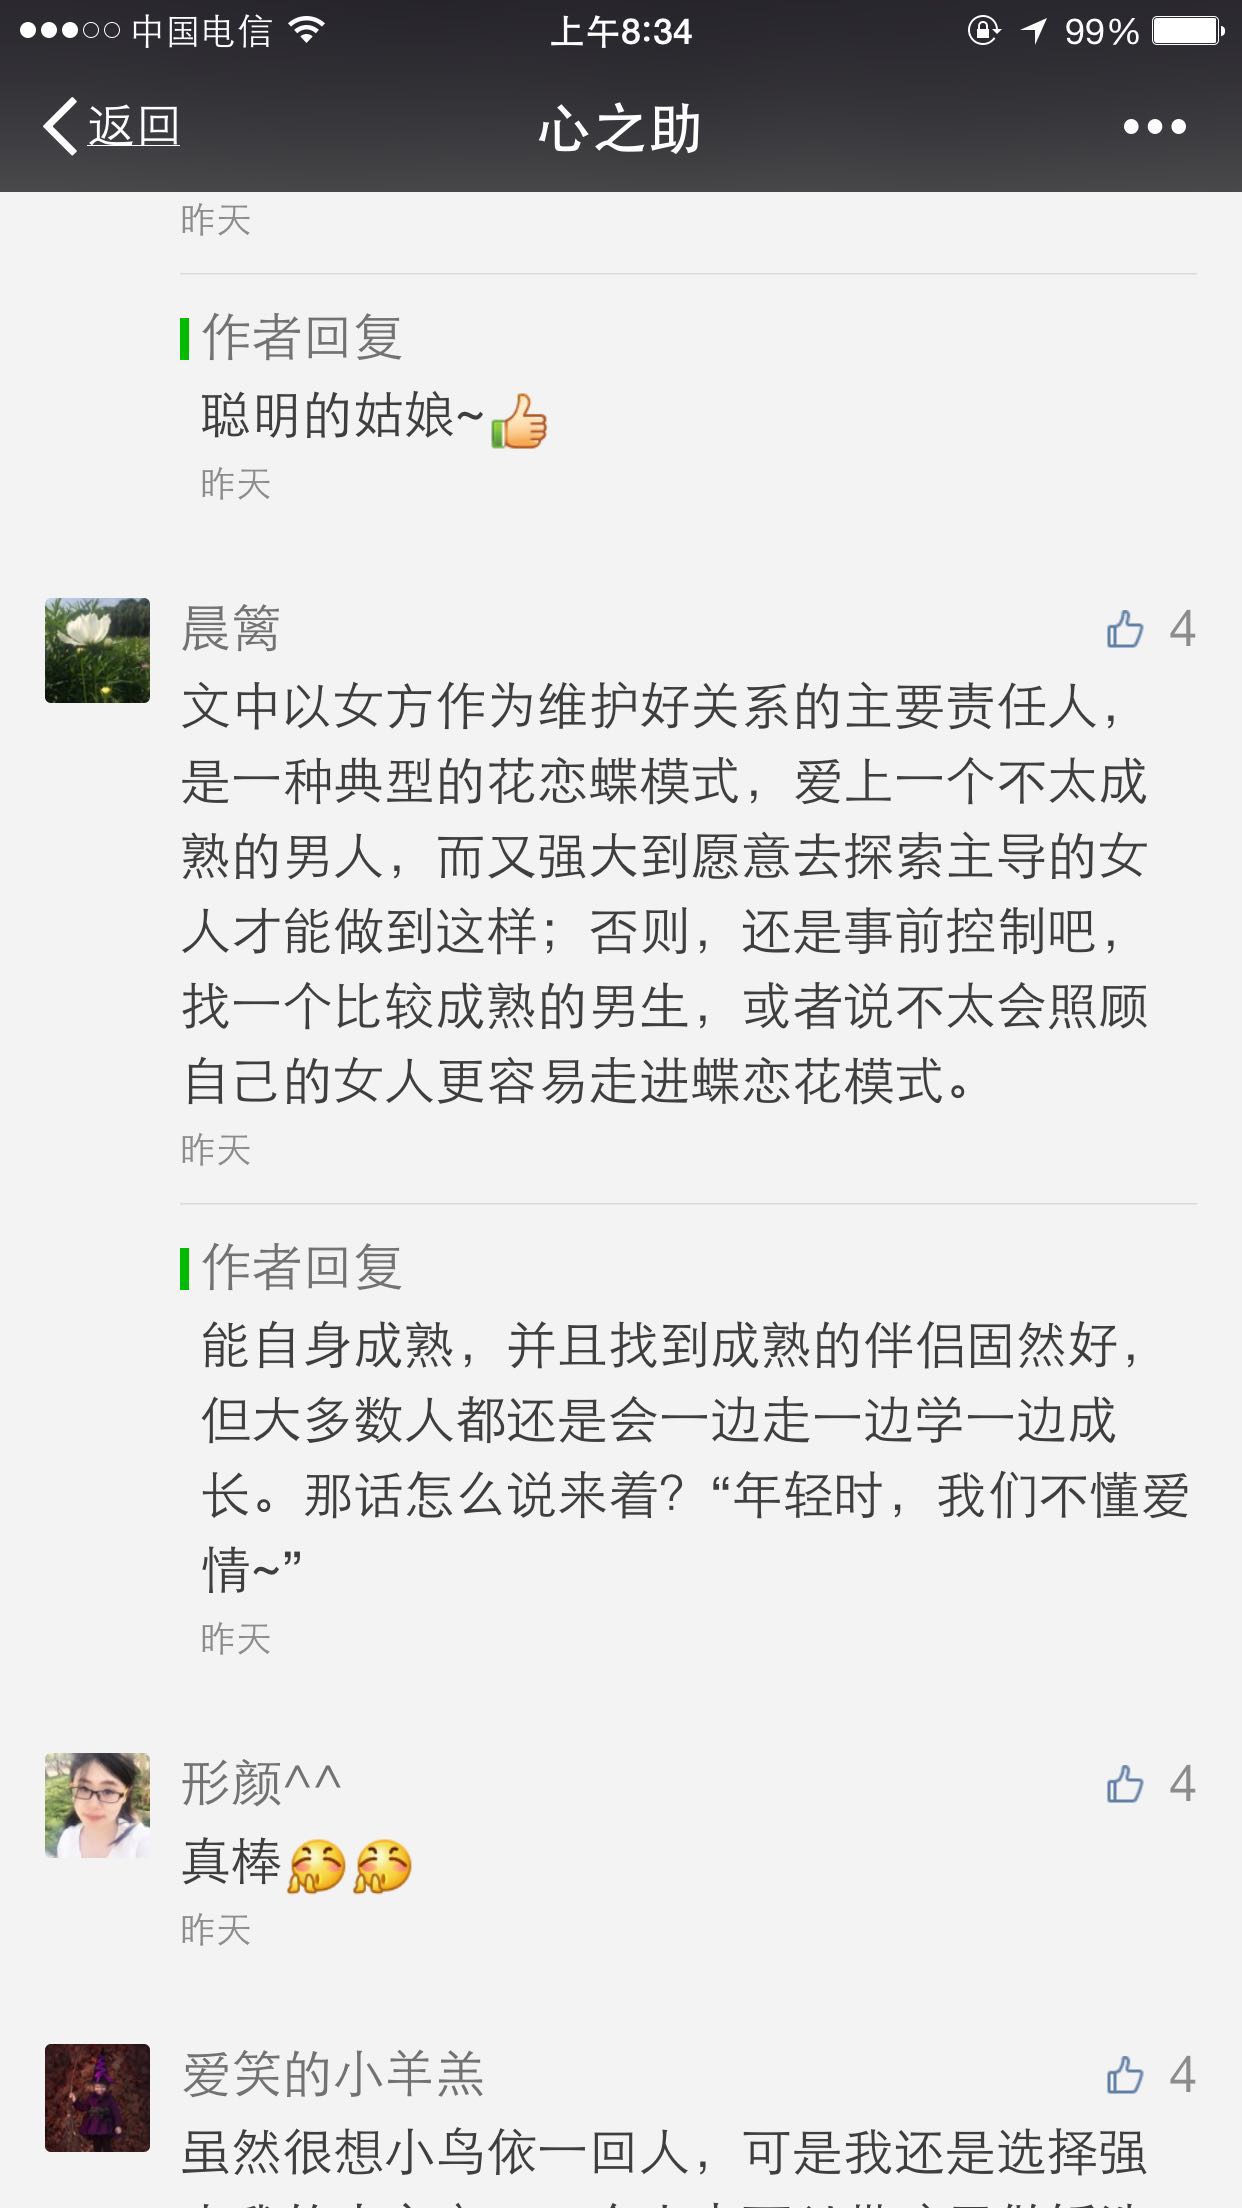 中国电信 上午8:34 99%
返回 心之助
昨天
作者回复
聪明的姑娘~
昨天
晨篱 4
文中以女方作为维护好关系的主要责任人，
是一种典型的花恋蝶模式，爱上一个不太成
熟的男人，而又强大到愿意去探索主导的女
人才能做到这样；否则，还是事前控制吧，
找一个比较成熟的男生，或者说不太会照顾
自己的女人更容易走进蝶恋花模式。
昨天
作者回复
能自身成熟，并且找到成熟的伴侣固然好，
但大多数人都还是会一边走一边学一边成
长。那话怎么说来着？“年轻时，我们不懂爱
情~”
昨天
形颜^^ 4
真棒
昨天
爱笑的小羊羔 4
虽然很想小鸟依一回人，可是我还是选择强